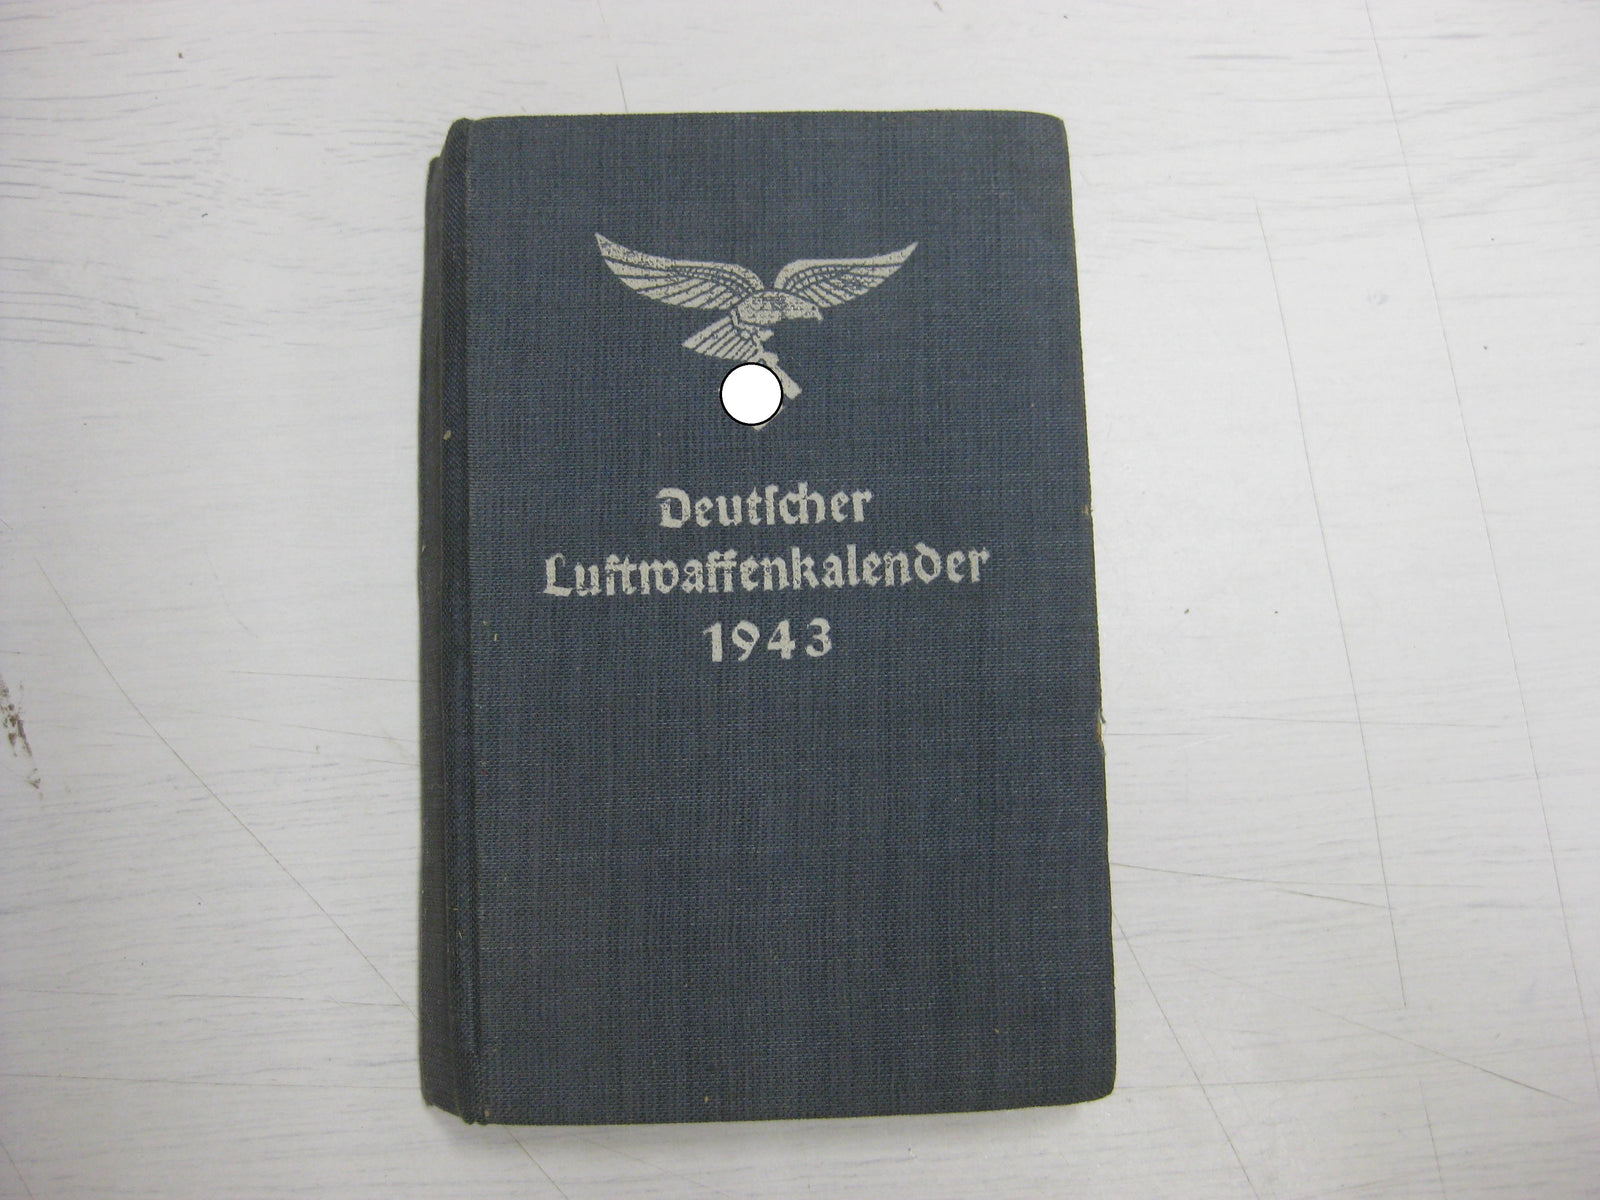 Deutſcher
Luftwaffenkalender
1943